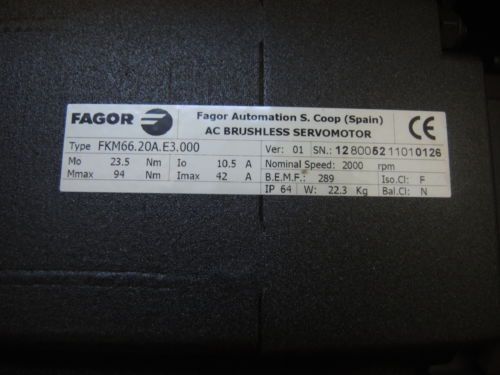 FAGOR
Fagor Automation S. Coop (Spain)
AC BRUSHLESS SERVOMOTOR
CE
Type FKM66.20A.E3.000 Ver: 01 SN.: 12800652 11010126
Mo 23.5 Nm Io 10.5 A Nominal Speed: 2000 rpm
Mmax 94 Nm Imax 42 A B.E.M.F.: 289 Iso.Cl: F
IP 64 W: 22.3 Kg Bal.Cl: N